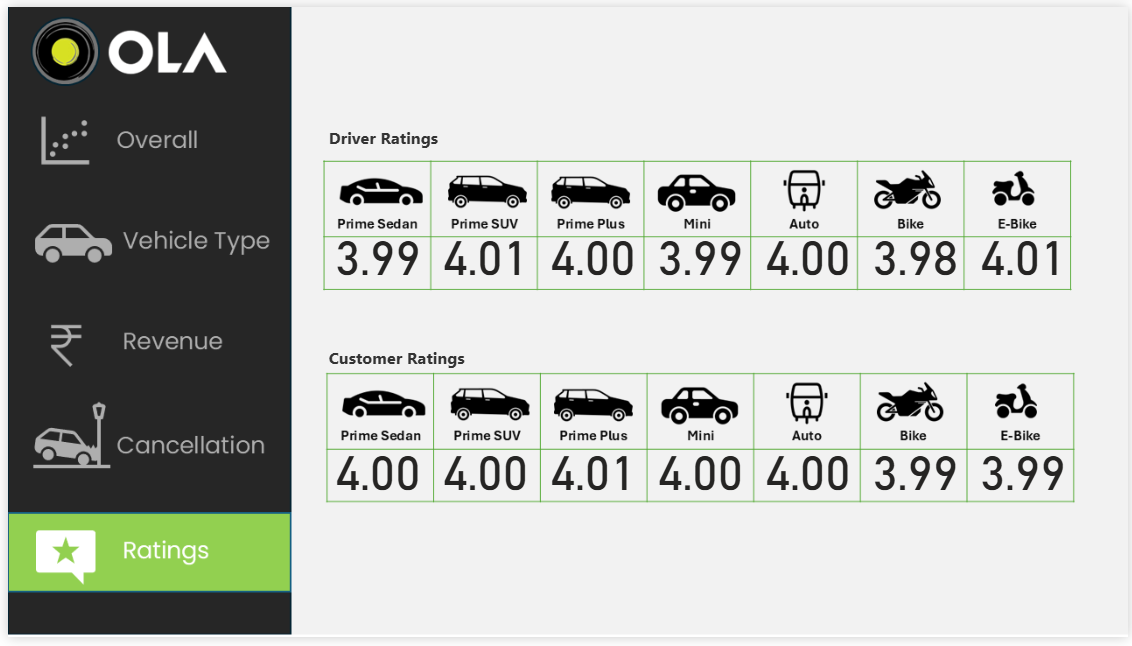 OLA
Overall
Vehicle Type
Revenue
Cancellation
Ratings
Driver Ratings
Prime Sedan Prime SUV Prime Plus Mini Auto Bike E-Bike
3.99 4.01 4.00 3.99 4.00 3.98 4.01
Customer Ratings
Prime Sedan Prime SUV Prime Plus Mini Auto Bike E-Bike
4.00 4.00 4.01 4.00 4.00 3.99 3.99